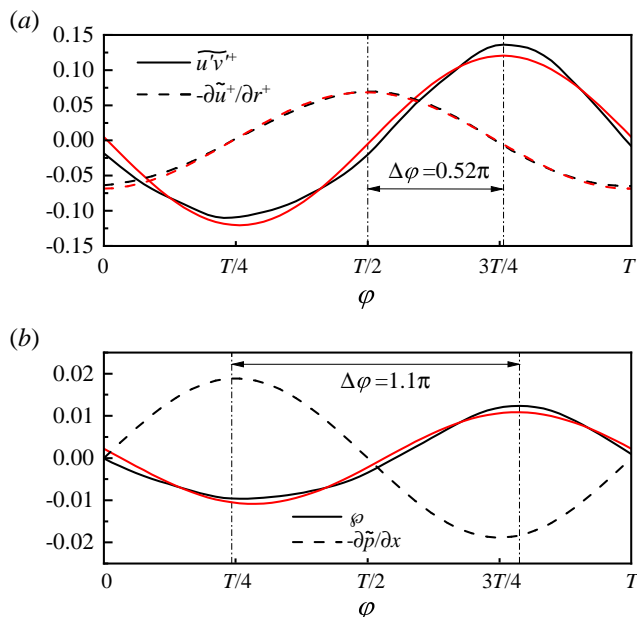 (a)
0.15
0.10
0.05
0.00
-0.05
-0.10
-0.15
u'v'⁺
-∂ũ⁺/∂r⁺
Δφ=0.52π
0 T/4 T/2 3T/4 T
φ
(b)
0.02
0.01
0.00
-0.01
-0.02
Δφ=1.1π
℘
-∂p̃/∂x
0 T/4 T/2 3T/4 T
φ